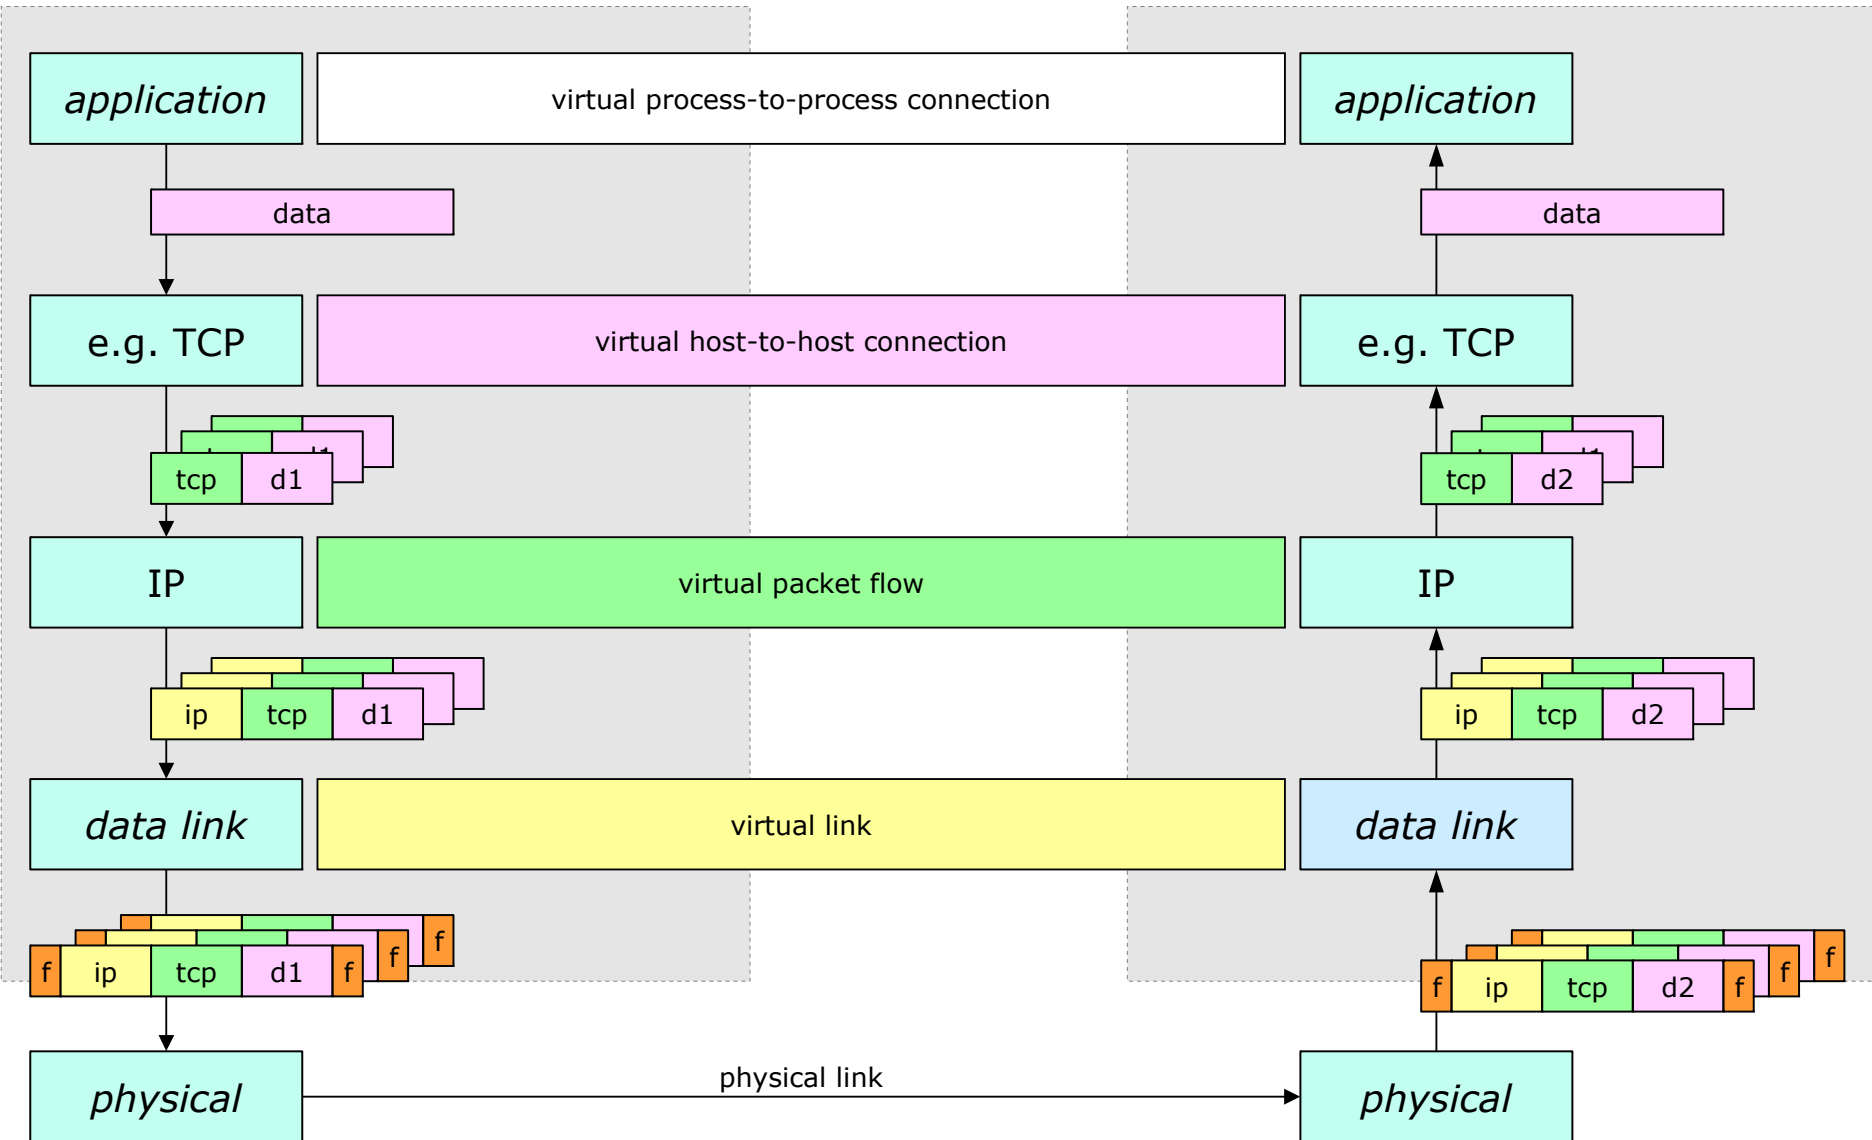 application
virtual process-to-process connection
application
data
data
e.g. TCP
virtual host-to-host connection
e.g. TCP
tcp d1
tcp d2
IP
virtual packet flow
IP
ip tcp d1
ip tcp d2
data link
virtual link
data link
f
f
f ip tcp d1 f
f
f
f ip tcp d2 f
physical
physical link
physical